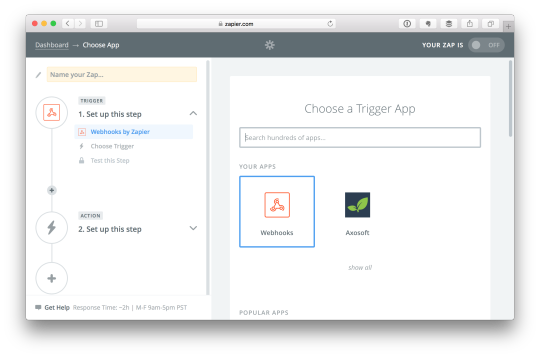 zapier.com
Dashboard → Choose App
YOUR ZAP IS OFF
Name your Zap...
TRIGGER
1. Set up this step
Webhooks by Zapier
Choose Trigger
Test this Step
ACTION
2. Set up this step
Get Help Response Time: ~2h | M-F 9am-5pm PST
Choose a Trigger App
Search hundreds of apps...
YOUR APPS
Webhooks
Axosoft
show all
POPULAR APPS